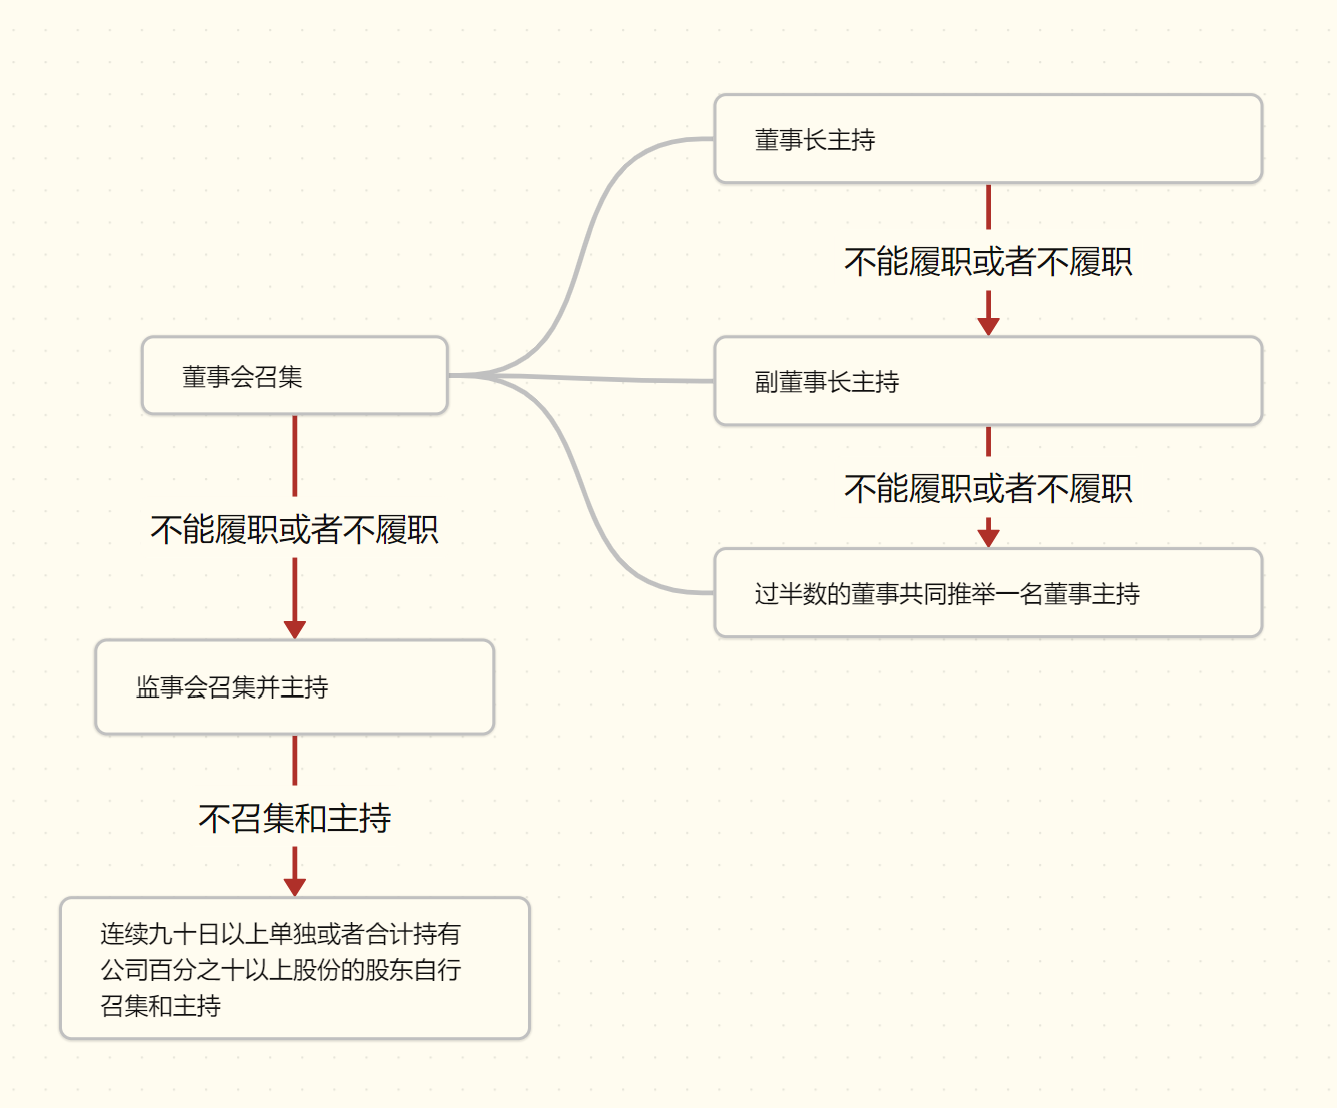 董事长主持
不能履职或者不履职
副董事长主持
不能履职或者不履职
过半数的董事共同推举一名董事主持
董事会召集
不能履职或者不履职
监事会召集并主持
不召集和主持
连续九十日以上单独或者合计持有
公司百分之十以上股份的股东自行
召集和主持